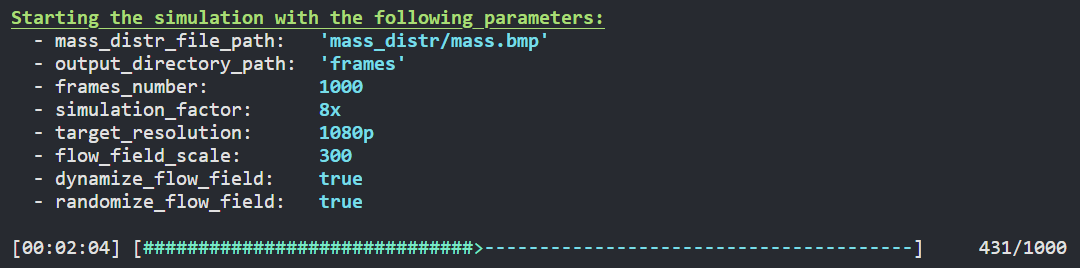 Starting the simulation with the following parameters:
- mass_distr_file_path: 'mass_distr/mass.bmp'
- output_directory_path: 'frames'
- frames_number: 1000
- simulation_factor: 8x
- target_resolution: 1080p
- flow_field_scale: 300
- dynamize_flow_field: true
- randomize_flow_field: true
[00:02:04] [##############################>---------------------------------------] 431/1000